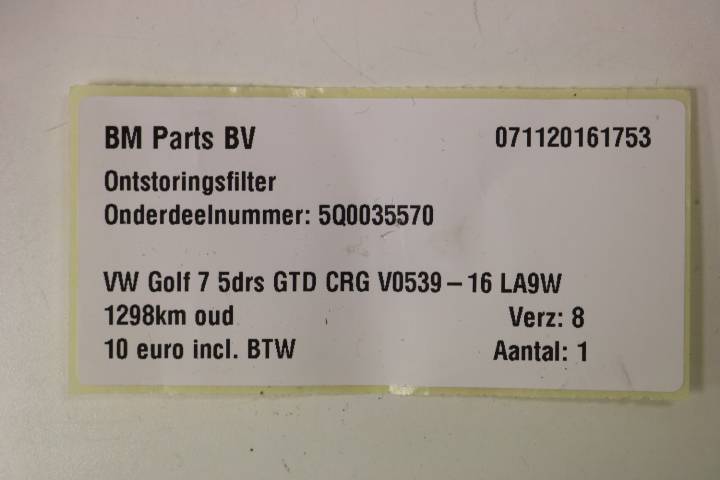 BM Parts BV 071120161753
Ontstoringsfilter
Onderdeelnummer: 5Q0035570
VW Golf 7 5drs GTD CRG V0539 – 16 LA9W
1298km oud Verz: 8
10 euro incl. BTW Aantal: 1